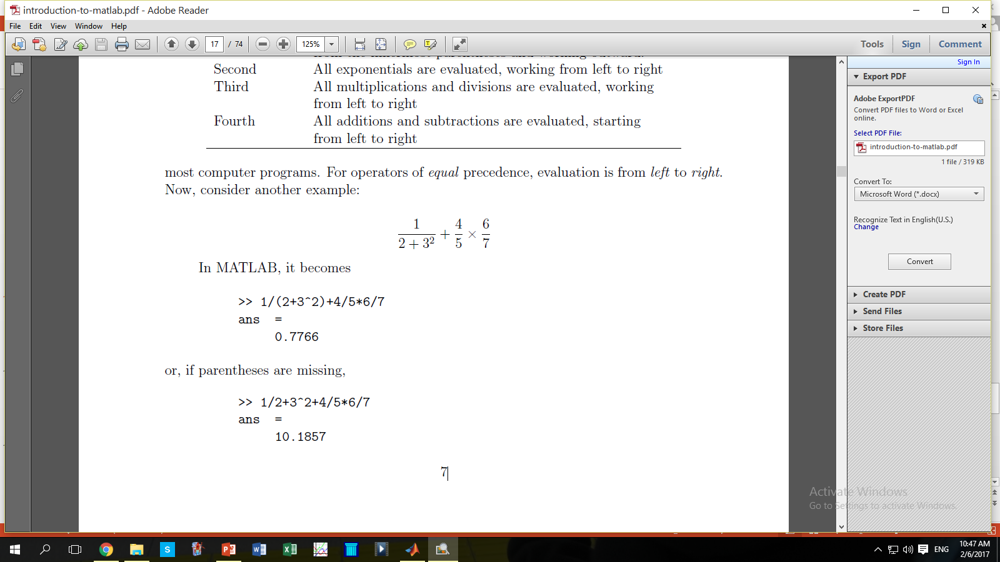 introduction-to-matlab.pdf - Adobe Reader
File Edit View Window Help
17 / 74 125% Tools Sign Comment
Sign In
from the innermost parentheses and working outward.
Second All exponentials are evaluated, working from left to right
Third All multiplications and divisions are evaluated, working
from left to right
Fourth All additions and subtractions are evaluated, starting
from left to right
most computer programs. For operators of equal precedence, evaluation is from left to right.
Now, consider another example:
1/(2 + 3²) + 4/5 × 6/7
In MATLAB, it becomes
>> 1/(2+3^2)+4/5*6/7
ans =
0.7766
or, if parentheses are missing,
>> 1/2+3^2+4/5*6/7
ans =
10.1857
7
Export PDF
Adobe ExportPDF
Convert PDF files to Word or Excel
online.
Select PDF File:
introduction-to-matlab.pdf
1 file / 319 KB
Convert To:
Microsoft Word (*.docx)
Recognize Text in English(U.S.)
Change
Convert
Create PDF
Send Files
Store Files
Activate Windows
Go to Settings to activate Windows.
ENG
10:47 AM
2/6/2017